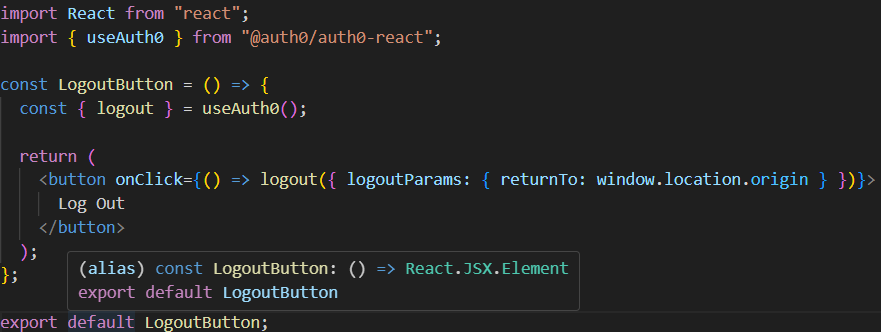 import React from "react";
import { useAuth0 } from "@auth0/auth0-react";
const LogoutButton = () => {
const { logout } = useAuth0();
return (
<button onClick={() => logout({ logoutParams: { returnTo: window.location.origin } })}>
Log Out
</button>
);
};
(alias) const LogoutButton: () => React.JSX.Element
export default LogoutButton
export default LogoutButton;